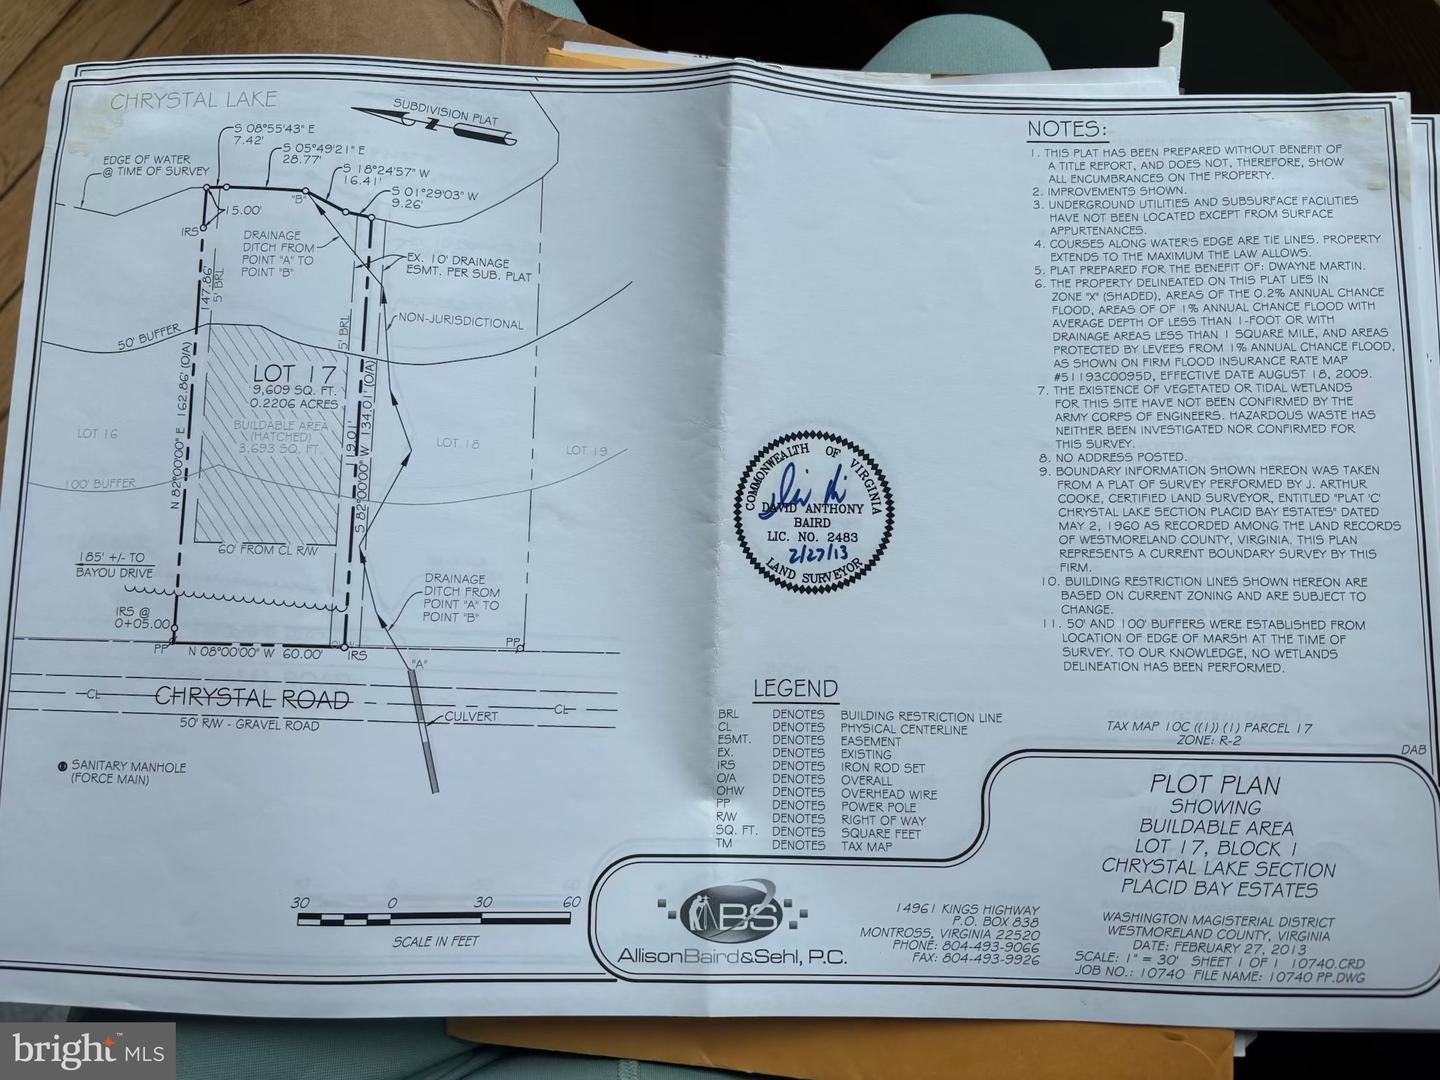 CHRYSTAL LAKE
SUBDIVISION PLAT
Z
S 08°55'43" E
7.42'
S 05°49'21" E
28.77'
S 18°24'57" W
16.41'
S 01°29'03" W
9.26'
EDGE OF WATER
@ TIME OF SURVEY
"B"
15.00'
IRS
DRAINAGE
DITCH FROM
POINT "A" TO
POINT "B"
EX. 10' DRAINAGE
ESMT. PER SUB. PLAT
147.86'
5' BRL
NON-JURISDICTIONAL
50' BUFFER
5' BRL
LOT 17
9,609 SQ. FT.
0.2206 ACRES
BUILDABLE AREA
(HATCHED)
3,693 SQ. FT.
N 82°00'00" E 162.86' (O/A)
119.01'
S 82°00'00" W 134.01' (O/A)
LOT 16
LOT 18
LOT 19
100' BUFFER
60' FROM CL R/W
185' +/- TO
BAYOU DRIVE
IRS @
0+05.00
DRAINAGE
DITCH FROM
POINT "A" TO
POINT "B"
PP
N 08°00'00" W 60.00'
IRS
PP
"A"
CL
CHRYSTAL ROAD
CL
50' R/W - GRAVEL ROAD
CULVERT
SANITARY MANHOLE
(FORCE MAIN)
30 0 30 60
SCALE IN FEET
NOTES:
1. THIS PLAT HAS BEEN PREPARED WITHOUT BENEFIT OF
A TITLE REPORT, AND DOES NOT, THEREFORE, SHOW
ALL ENCUMBRANCES ON THE PROPERTY.
2. IMPROVEMENTS SHOWN.
3. UNDERGROUND UTILITIES AND SUBSURFACE FACILITIES
HAVE NOT BEEN LOCATED EXCEPT FROM SURFACE
APPURTENANCES.
4. COURSES ALONG WATER'S EDGE ARE TIE LINES. PROPERTY
EXTENDS TO THE MAXIMUM THE LAW ALLOWS.
5. PLAT PREPARED FOR THE BENEFIT OF: DWAYNE MARTIN.
6. THE PROPERTY DELINEATED ON THIS PLAT LIES IN
ZONE "X" (SHADED), AREAS OF THE 0.2% ANNUAL CHANCE
FLOOD, AREAS OF OF 1% ANNUAL CHANCE FLOOD WITH
AVERAGE DEPTH OF LESS THAN 1-FOOT OR WITH
DRAINAGE AREAS LESS THAN 1 SQUARE MILE, AND AREAS
PROTECTED BY LEVEES FROM 1% ANNUAL CHANCE FLOOD,
AS SHOWN ON FIRM FLOOD INSURANCE RATE MAP
#51193C0095D, EFFECTIVE DATE AUGUST 18, 2009.
7. THE EXISTENCE OF VEGETATED OR TIDAL WETLANDS
FOR THIS SITE HAVE NOT BEEN CONFIRMED BY THE
ARMY CORPS OF ENGINEERS. HAZARDOUS WASTE HAS
NEITHER BEEN INVESTIGATED NOR CONFIRMED FOR
THIS SURVEY.
8. NO ADDRESS POSTED.
9. BOUNDARY INFORMATION SHOWN HEREON WAS TAKEN
FROM A PLAT OF SURVEY PERFORMED BY J. ARTHUR
COOKE, CERTIFIED LAND SURVEYOR, ENTITLED "PLAT 'C'
CHRYSTAL LAKE SECTION PLACID BAY ESTATES" DATED
MAY 2, 1960 AS RECORDED AMONG THE LAND RECORDS
OF WESTMORELAND COUNTY, VIRGINIA. THIS PLAN
REPRESENTS A CURRENT BOUNDARY SURVEY BY THIS
FIRM.
10. BUILDING RESTRICTION LINES SHOWN HEREON ARE
BASED ON CURRENT ZONING AND ARE SUBJECT TO
CHANGE.
11. 50' AND 100' BUFFERS WERE ESTABLISHED FROM
LOCATION OF EDGE OF MARSH AT THE TIME OF
SURVEY. TO OUR KNOWLEDGE, NO WETLANDS
DELINEATION HAS BEEN PERFORMED.
COMMONWEALTH OF VIRGINIA
DAVID ANTHONY
BAIRD
LIC. NO. 2483
2/27/13
LAND SURVEYOR
LEGEND
BRL DENOTES BUILDING RESTRICTION LINE
CL DENOTES PHYSICAL CENTERLINE
ESMT. DENOTES EASEMENT
EX. DENOTES EXISTING
IRS DENOTES IRON ROD SET
O/A DENOTES OVERALL
OHW DENOTES OVERHEAD WIRE
PP DENOTES POWER POLE
R/W DENOTES RIGHT OF WAY
SQ. FT. DENOTES SQUARE FEET
TM DENOTES TAX MAP
TAX MAP 10C ((1)) (1) PARCEL 17
ZONE: R-2
DAB
PLOT PLAN
SHOWING
BUILDABLE AREA
LOT 17, BLOCK 1
CHRYSTAL LAKE SECTION
PLACID BAY ESTATES
WASHINGTON MAGISTERIAL DISTRICT
WESTMORELAND COUNTY, VIRGINIA
DATE: FEBRUARY 27, 2013
SCALE: 1" = 30' SHEET 1 OF 1 10740.CRD
JOB NO.: 10740 FILE NAME: 10740 PP.DWG
ABS
AllisonBaird&Sehl, P.C.
14961 KINGS HIGHWAY
P.O. BOX 838
MONTROSS, VIRGINIA 22520
PHONE: 804-493-9066
FAX: 804-493-9926
bright™ MLS